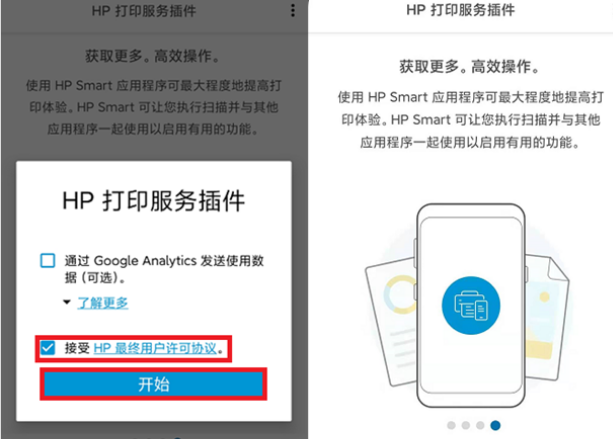 HP 打印服务插件
获取更多。高效操作。
使用 HP Smart 应用程序可最大程度地提高打
印体验。HP Smart 可让您执行扫描并与其他
应用程序一起使用以启用有用的功能。
HP 打印服务插件
通过 Google Analytics 发送使用数
据 (可选)。
了解更多
接受 HP 最终用户许可协议。
开始
HP 打印服务插件
获取更多。高效操作。
使用 HP Smart 应用程序可最大程度地提高打
印体验。HP Smart 可让您执行扫描并与其他
应用程序一起使用以启用有用的功能。